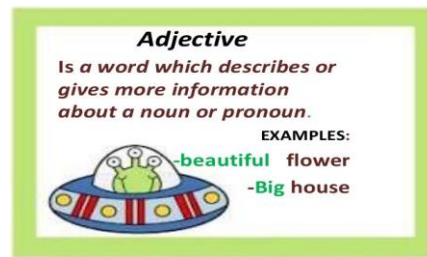 Adjective
Is a word which describes or
gives more information
about a noun or pronoun.
EXAMPLES:
-beautiful flower
-Big house